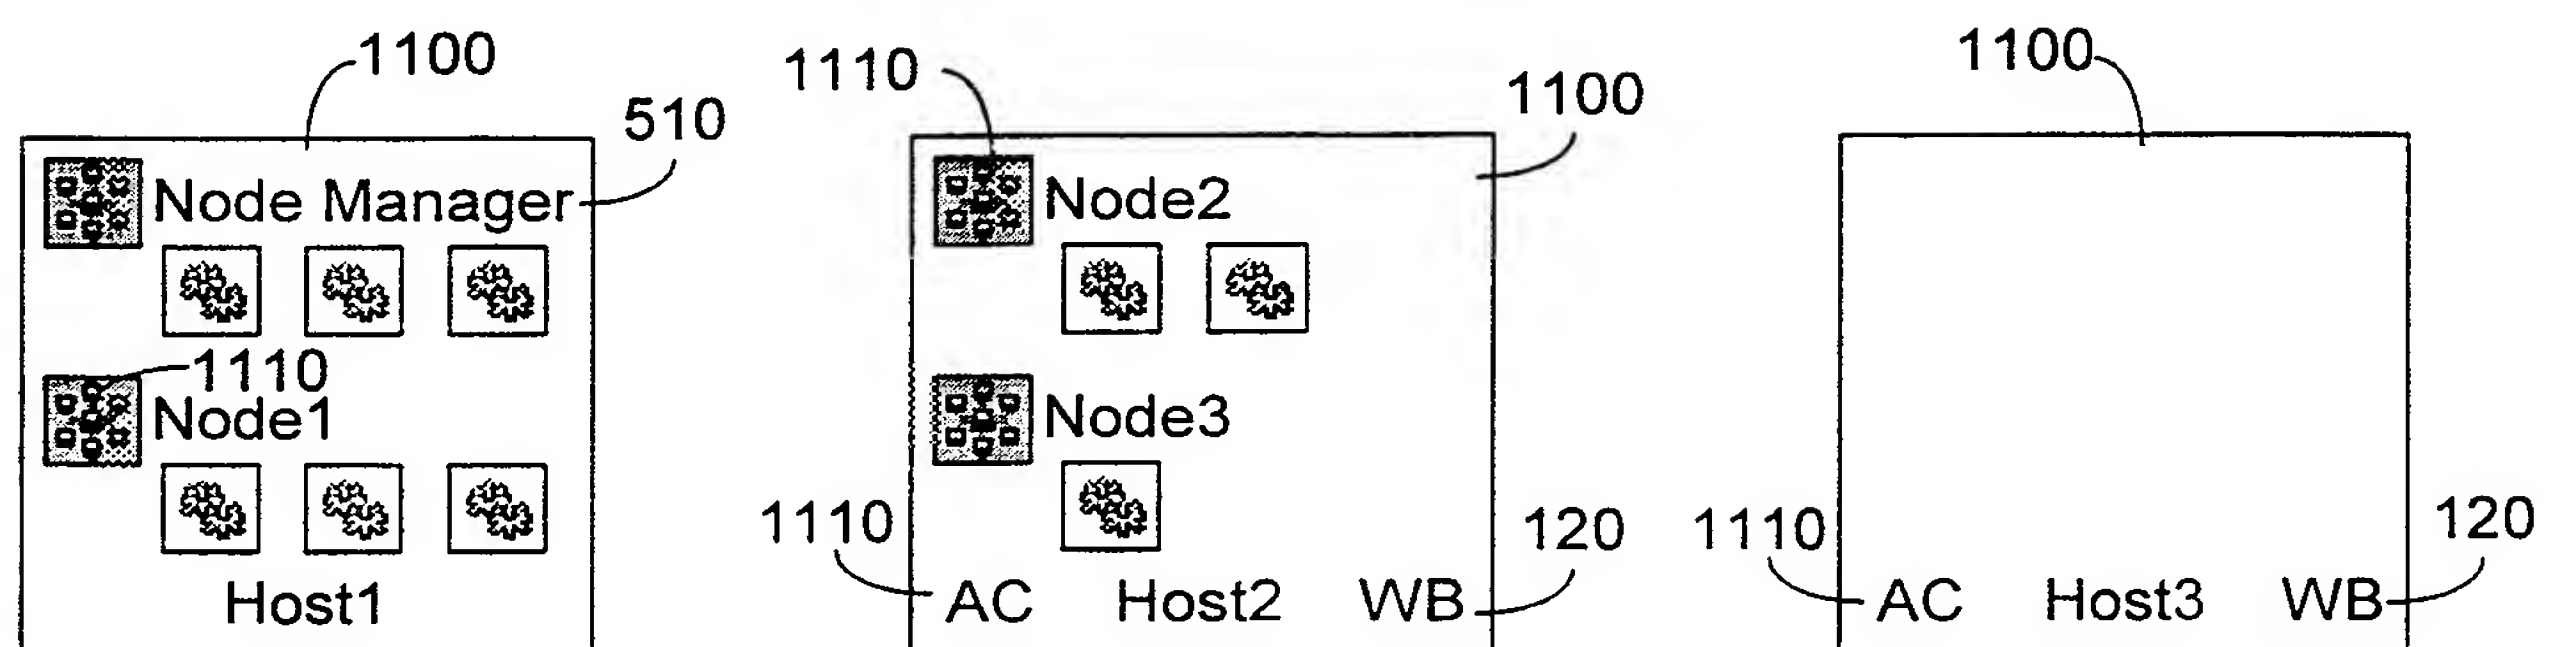 1100
510
Node Manager
1110
Node1
Host1
1110
1100
Node2
Node3
1110
120
AC Host2 WB
1100
1110
120
AC Host3 WB